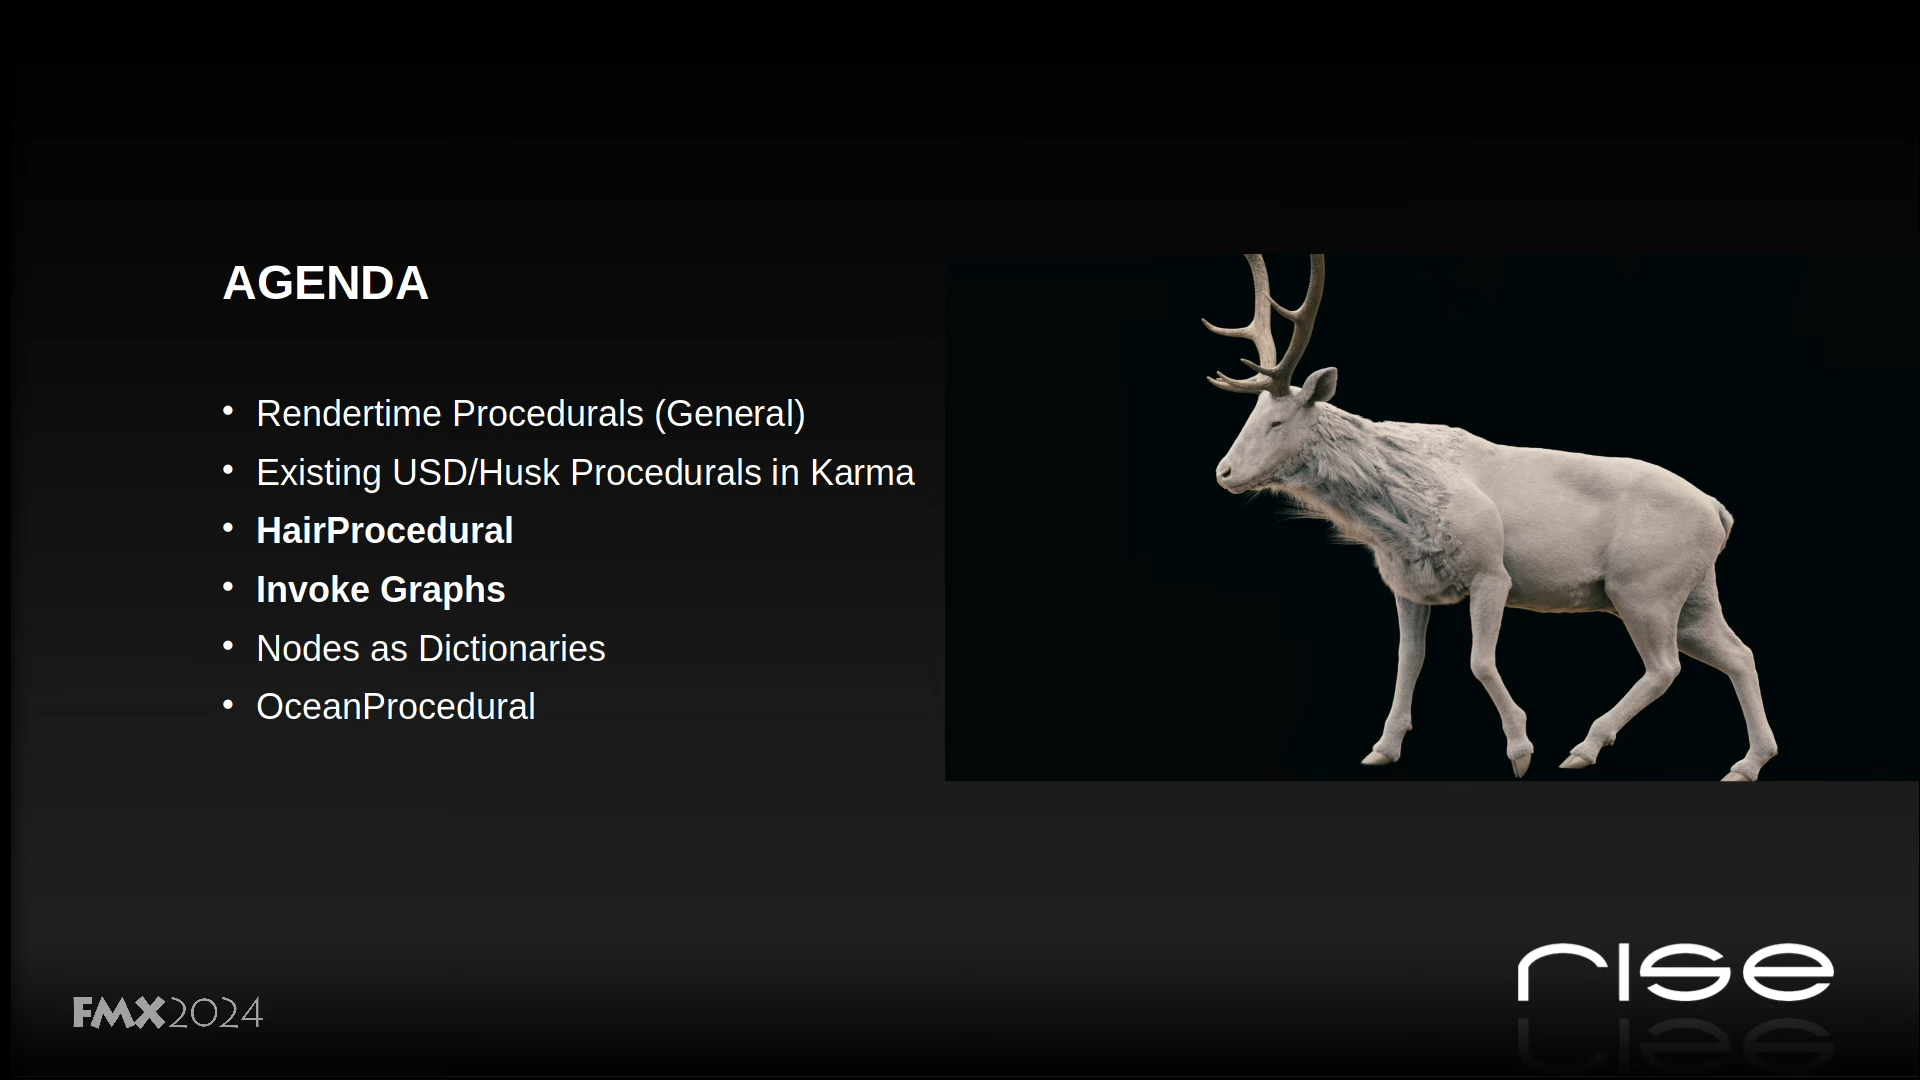 AGENDA
• Rendertime Procedurals (General)
• Existing USD/Husk Procedurals in Karma
• HairProcedural
• Invoke Graphs
• Nodes as Dictionaries
• OceanProcedural
FMX2024
rise